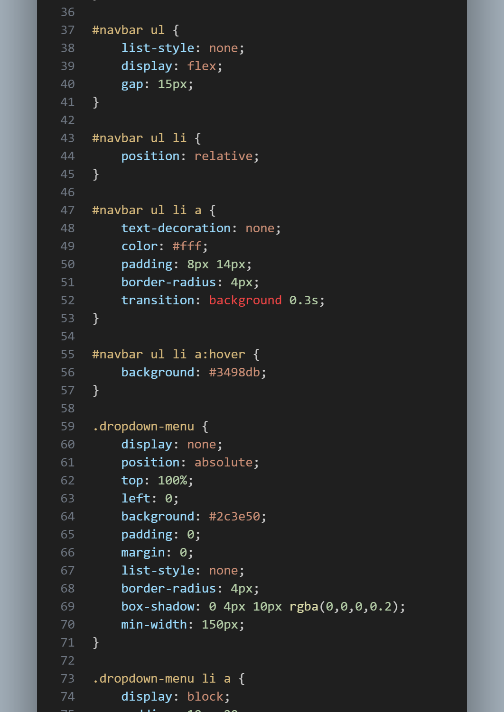 36
37 #navbar ul {
38     list-style: none;
39     display: flex;
40     gap: 15px;
41 }
42
43 #navbar ul li {
44     position: relative;
45 }
46
47 #navbar ul li a {
48     text-decoration: none;
49     color: #fff;
50     padding: 8px 14px;
51     border-radius: 4px;
52     transition: background 0.3s;
53 }
54
55 #navbar ul li a:hover {
56     background: #3498db;
57 }
58
59 .dropdown-menu {
60     display: none;
61     position: absolute;
62     top: 100%;
63     left: 0;
64     background: #2c3e50;
65     padding: 0;
66     margin: 0;
67     list-style: none;
68     border-radius: 4px;
69     box-shadow: 0 4px 10px rgba(0,0,0,0.2);
70     min-width: 150px;
71 }
72
73 .dropdown-menu li a {
74     display: block;